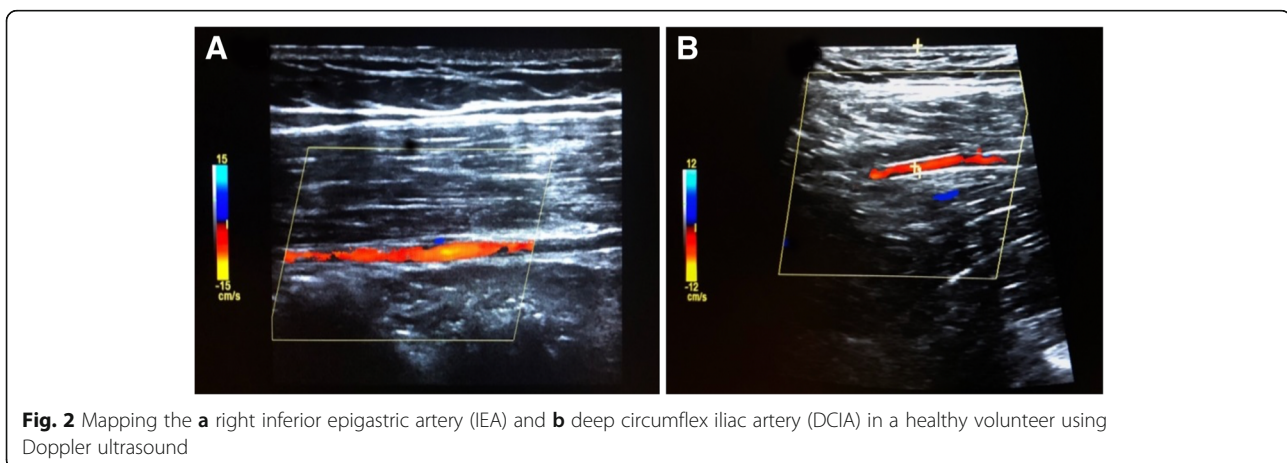 A
B
15
-15
cm/s
12
-12
cm/s
Fig. 2 Mapping the a right inferior epigastric artery (IEA) and b deep circumflex iliac artery (DCIA) in a healthy volunteer using
Doppler ultrasound